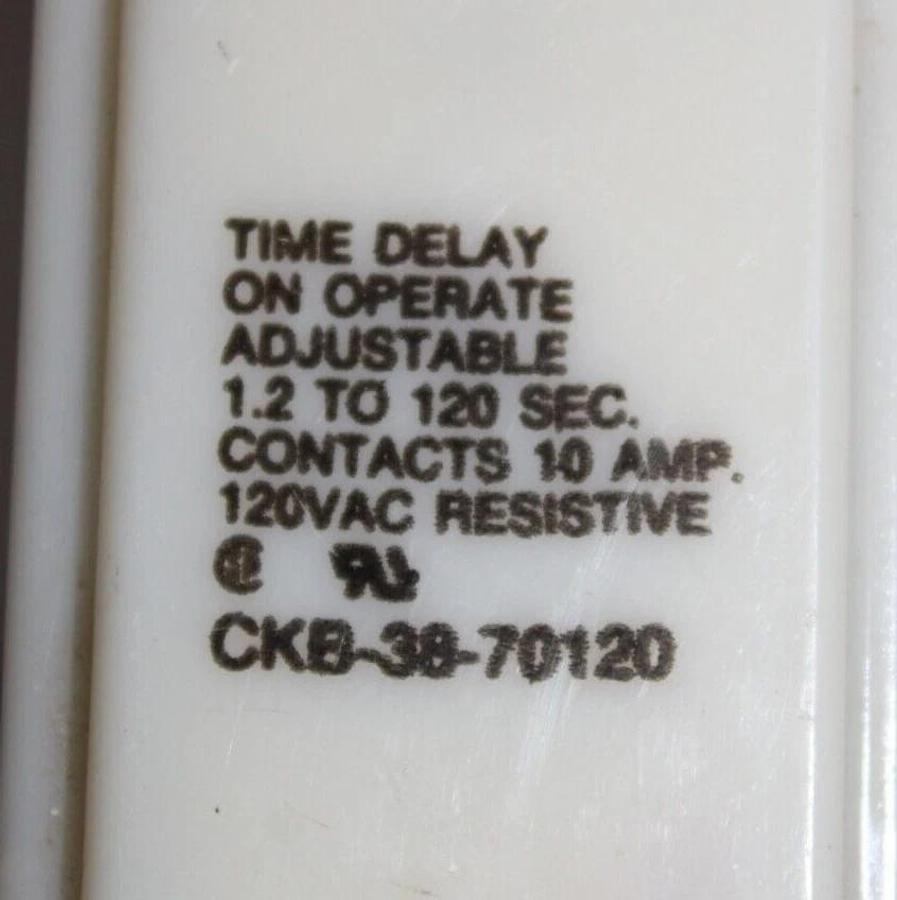 TIME DELAY
ON OPERATE
ADJUSTABLE
1.2 TO 120 SEC.
CONTACTS 10 AMP.
120VAC RESISTIVE
CKB-38-70120